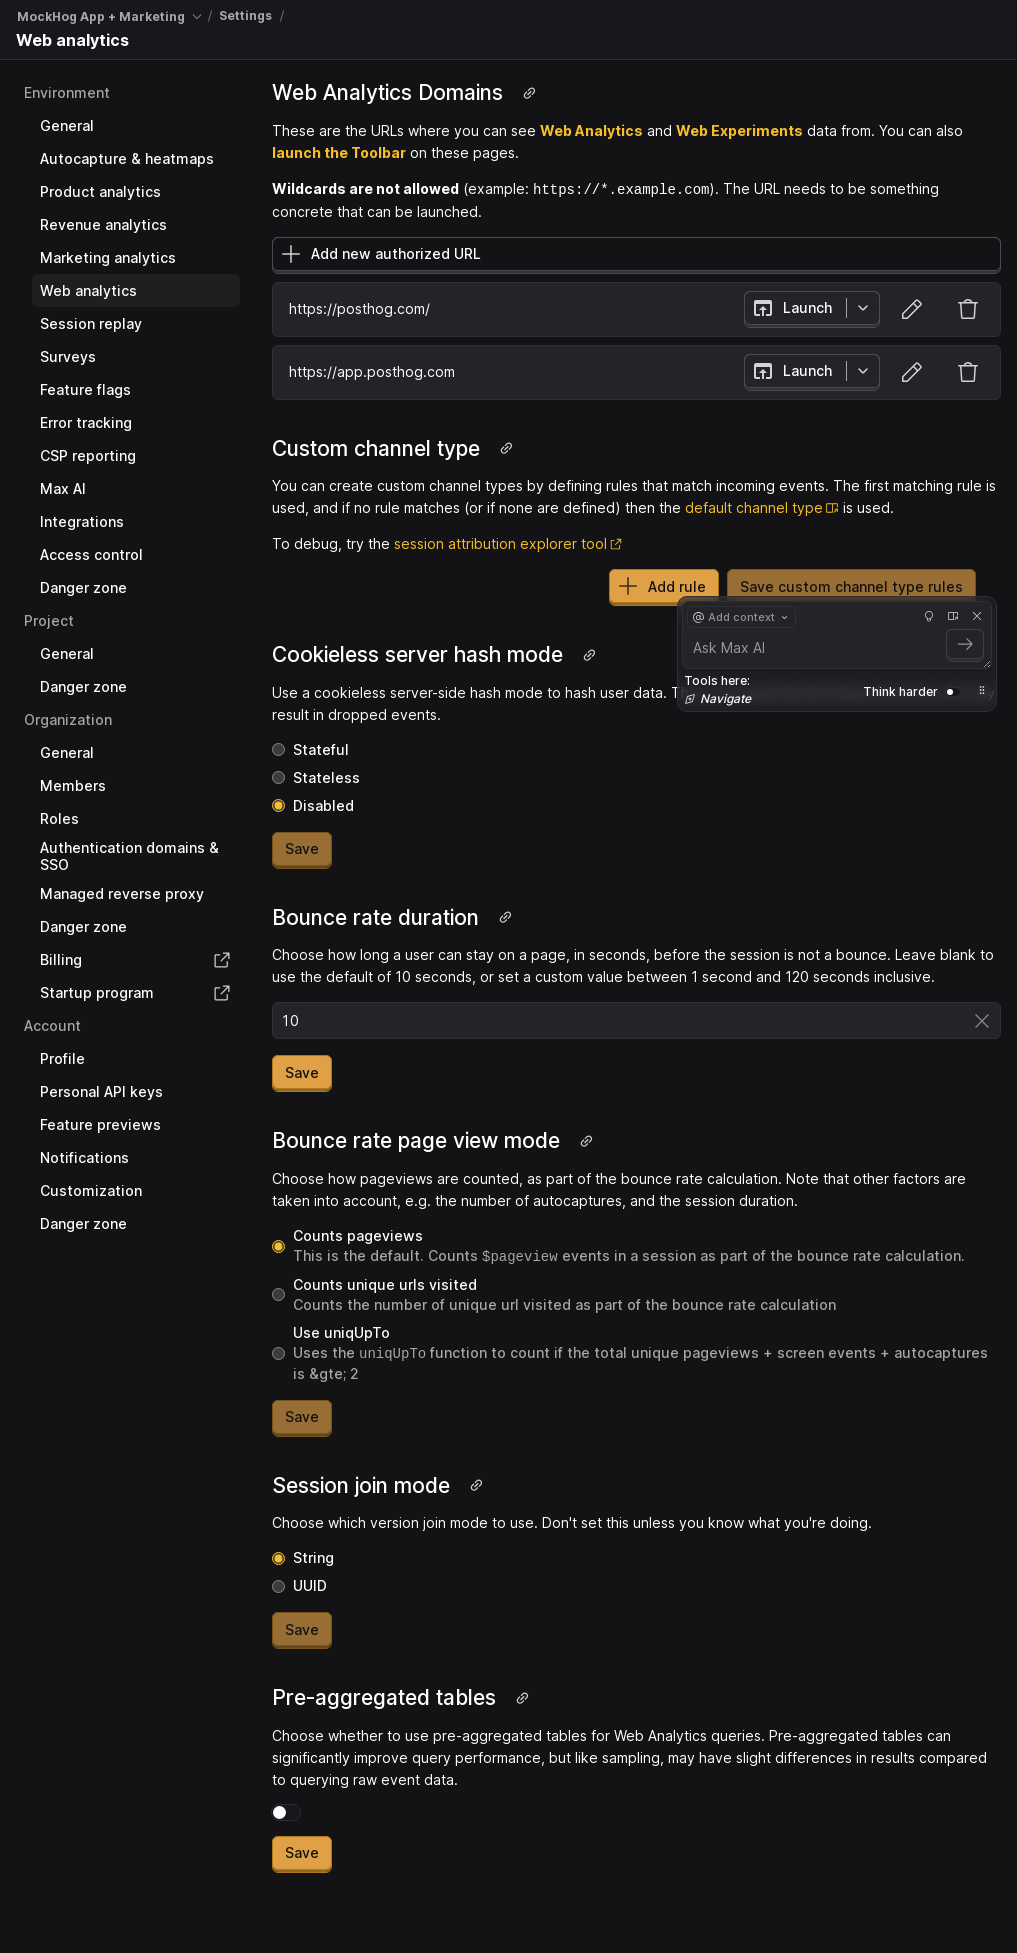 MockHog App + Marketing / Settings /
Web analytics
Environment
General
Autocapture & heatmaps
Product analytics
Revenue analytics
Marketing analytics
Web analytics
Session replay
Surveys
Feature flags
Error tracking
CSP reporting
Max AI
Integrations
Access control
Danger zone
Project
General
Danger zone
Organization
General
Members
Roles
Authentication domains &
SSO
Managed reverse proxy
Danger zone
Billing
Startup program
Account
Profile
Personal API keys
Feature previews
Notifications
Customization
Danger zone
Web Analytics Domains
These are the URLs where you can see Web Analytics and Web Experiments data from. You can also
launch the Toolbar on these pages.
Wildcards are not allowed (example: https://*.example.com). The URL needs to be something
concrete that can be launched.
Add new authorized URL
https://posthog.com/
Launch
https://app.posthog.com
Launch
Custom channel type
You can create custom channel types by defining rules that match incoming events. The first matching rule is
used, and if no rule matches (or if none are defined) then the default channel type is used.
To debug, try the session attribution explorer tool
Add rule
Save custom channel type rules
@ Add context
Ask Max AI
Tools here:
Navigate
Think harder
Cookieless server hash mode
Use a cookieless server-side hash mode to hash user data.
result in dropped events.
Stateful
Stateless
Disabled
Save
Bounce rate duration
Choose how long a user can stay on a page, in seconds, before the session is not a bounce. Leave blank to
use the default of 10 seconds, or set a custom value between 1 second and 120 seconds inclusive.
10
Save
Bounce rate page view mode
Choose how pageviews are counted, as part of the bounce rate calculation. Note that other factors are
taken into account, e.g. the number of autocaptures, and the session duration.
Counts pageviews
This is the default. Counts $pageview events in a session as part of the bounce rate calculation.
Counts unique urls visited
Counts the number of unique url visited as part of the bounce rate calculation
Use uniqUpTo
Uses the uniqUpTo function to count if the total unique pageviews + screen events + autocaptures
is &gte; 2
Save
Session join mode
Choose which version join mode to use. Don't set this unless you know what you're doing.
String
UUID
Save
Pre-aggregated tables
Choose whether to use pre-aggregated tables for Web Analytics queries. Pre-aggregated tables can
significantly improve query performance, but like sampling, may have slight differences in results compared
to querying raw event data.
Save